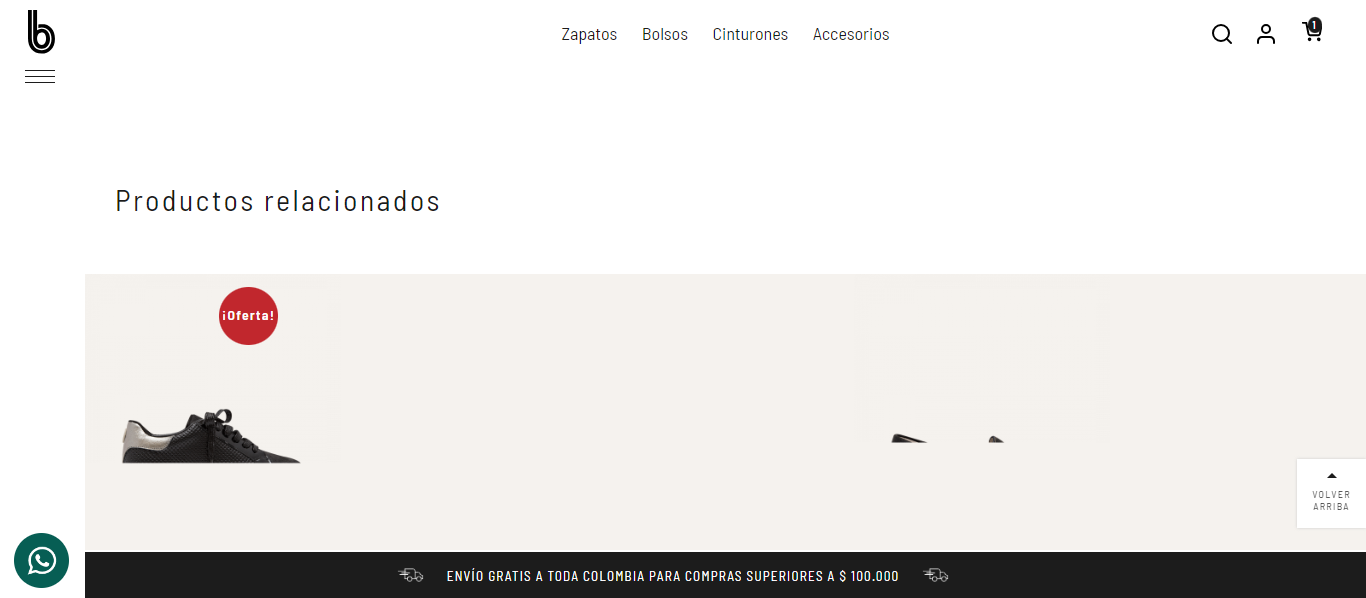 b
Zapatos Bolsos Cinturones Accesorios
1
Productos relacionados
¡Oferta!
VOLVER
ARRIBA
ENVÍO GRATIS A TODA COLOMBIA PARA COMPRAS SUPERIORES A $ 100.000